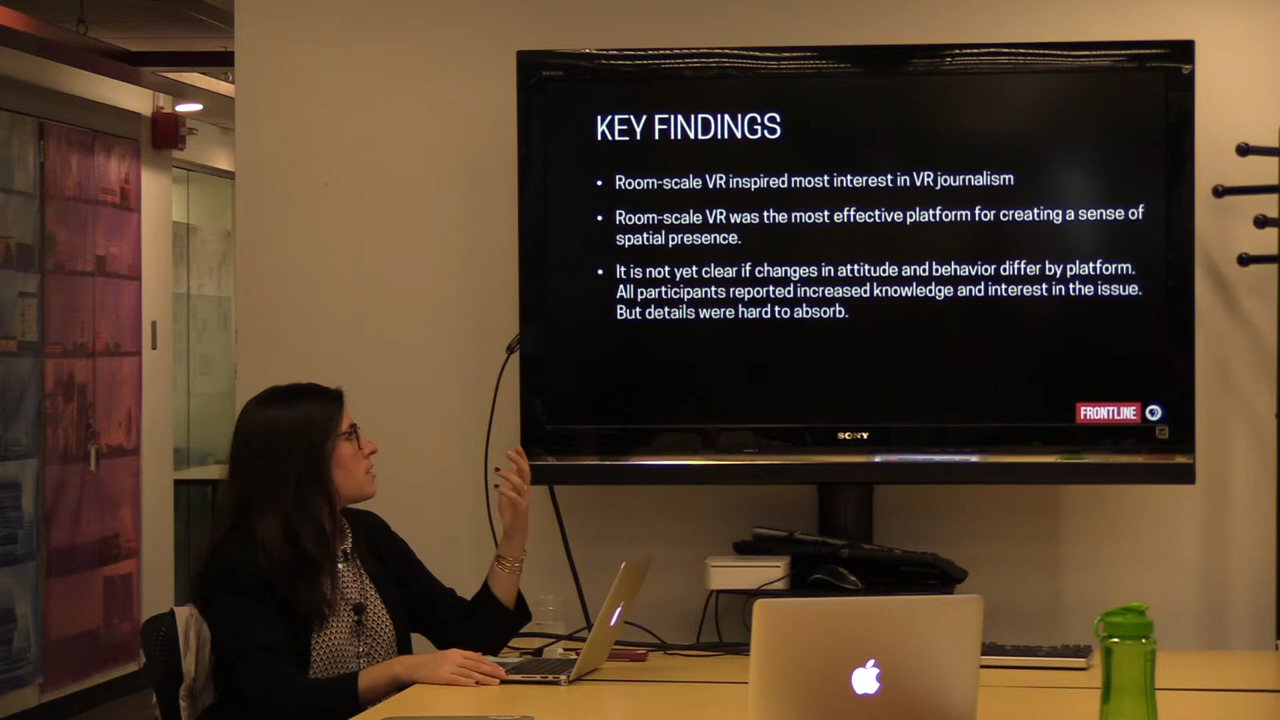 KEY FINDINGS
• Room-scale VR inspired most interest in VR journalism
• Room-scale VR was the most effective platform for creating a sense of
spatial presence.
• It is not yet clear if changes in attitude and behavior differ by platform.
All participants reported increased knowledge and interest in the issue.
But details were hard to absorb.
FRONTLINE
SONY